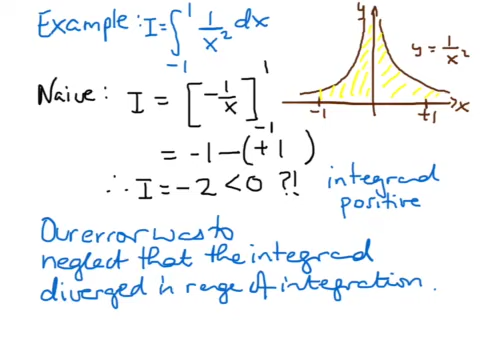 Example: I = ∫₋₁¹ 1/x² dx
y
y = 1/x²
-1
+1
x
Naive: I = [-1/x]₋₁¹
= -1 - (+1)
∴ I = -2 < 0 ?!
integrand
positive
Our error was to
neglect that the integrand
diverged in range of integration.